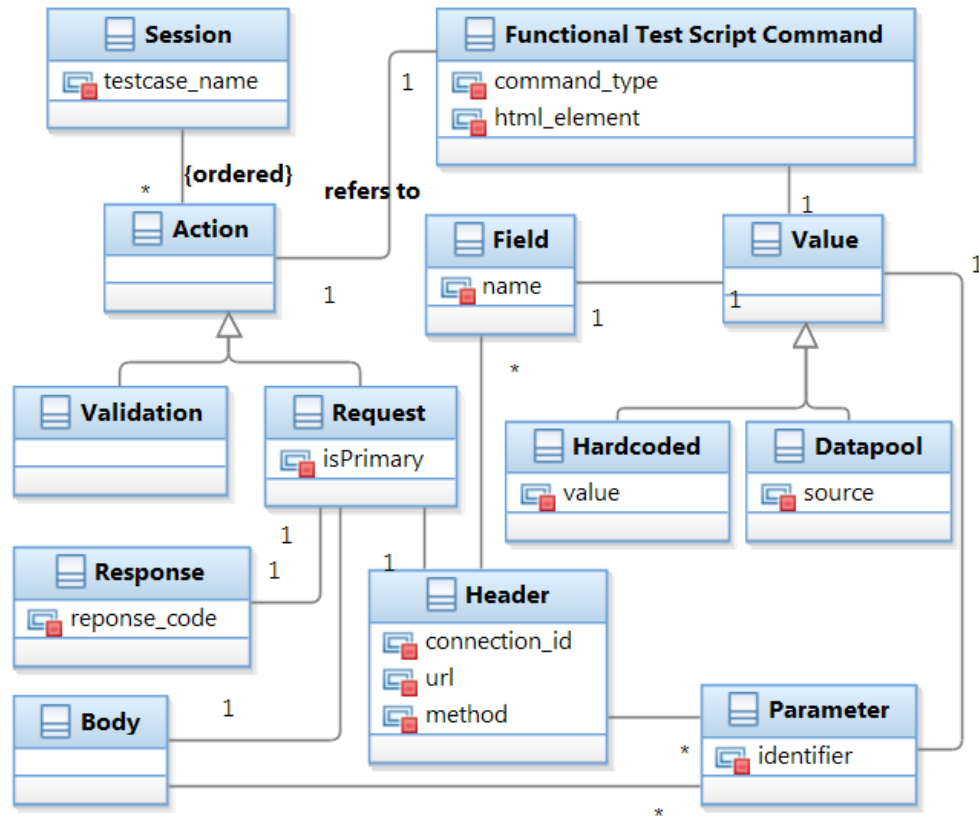 Session
testcase_name
Functional Test Script Command
command_type
html_element
1
{ordered}
*
refers to
Action
1
Field
name
1
*
Value
1
1
1
Validation
Request
isPrimary
Hardcoded
value
Datapool
source
1
1
Response
reponse_code
1
Header
connection_id
url
method
Body
1
Parameter
identifier
*
*